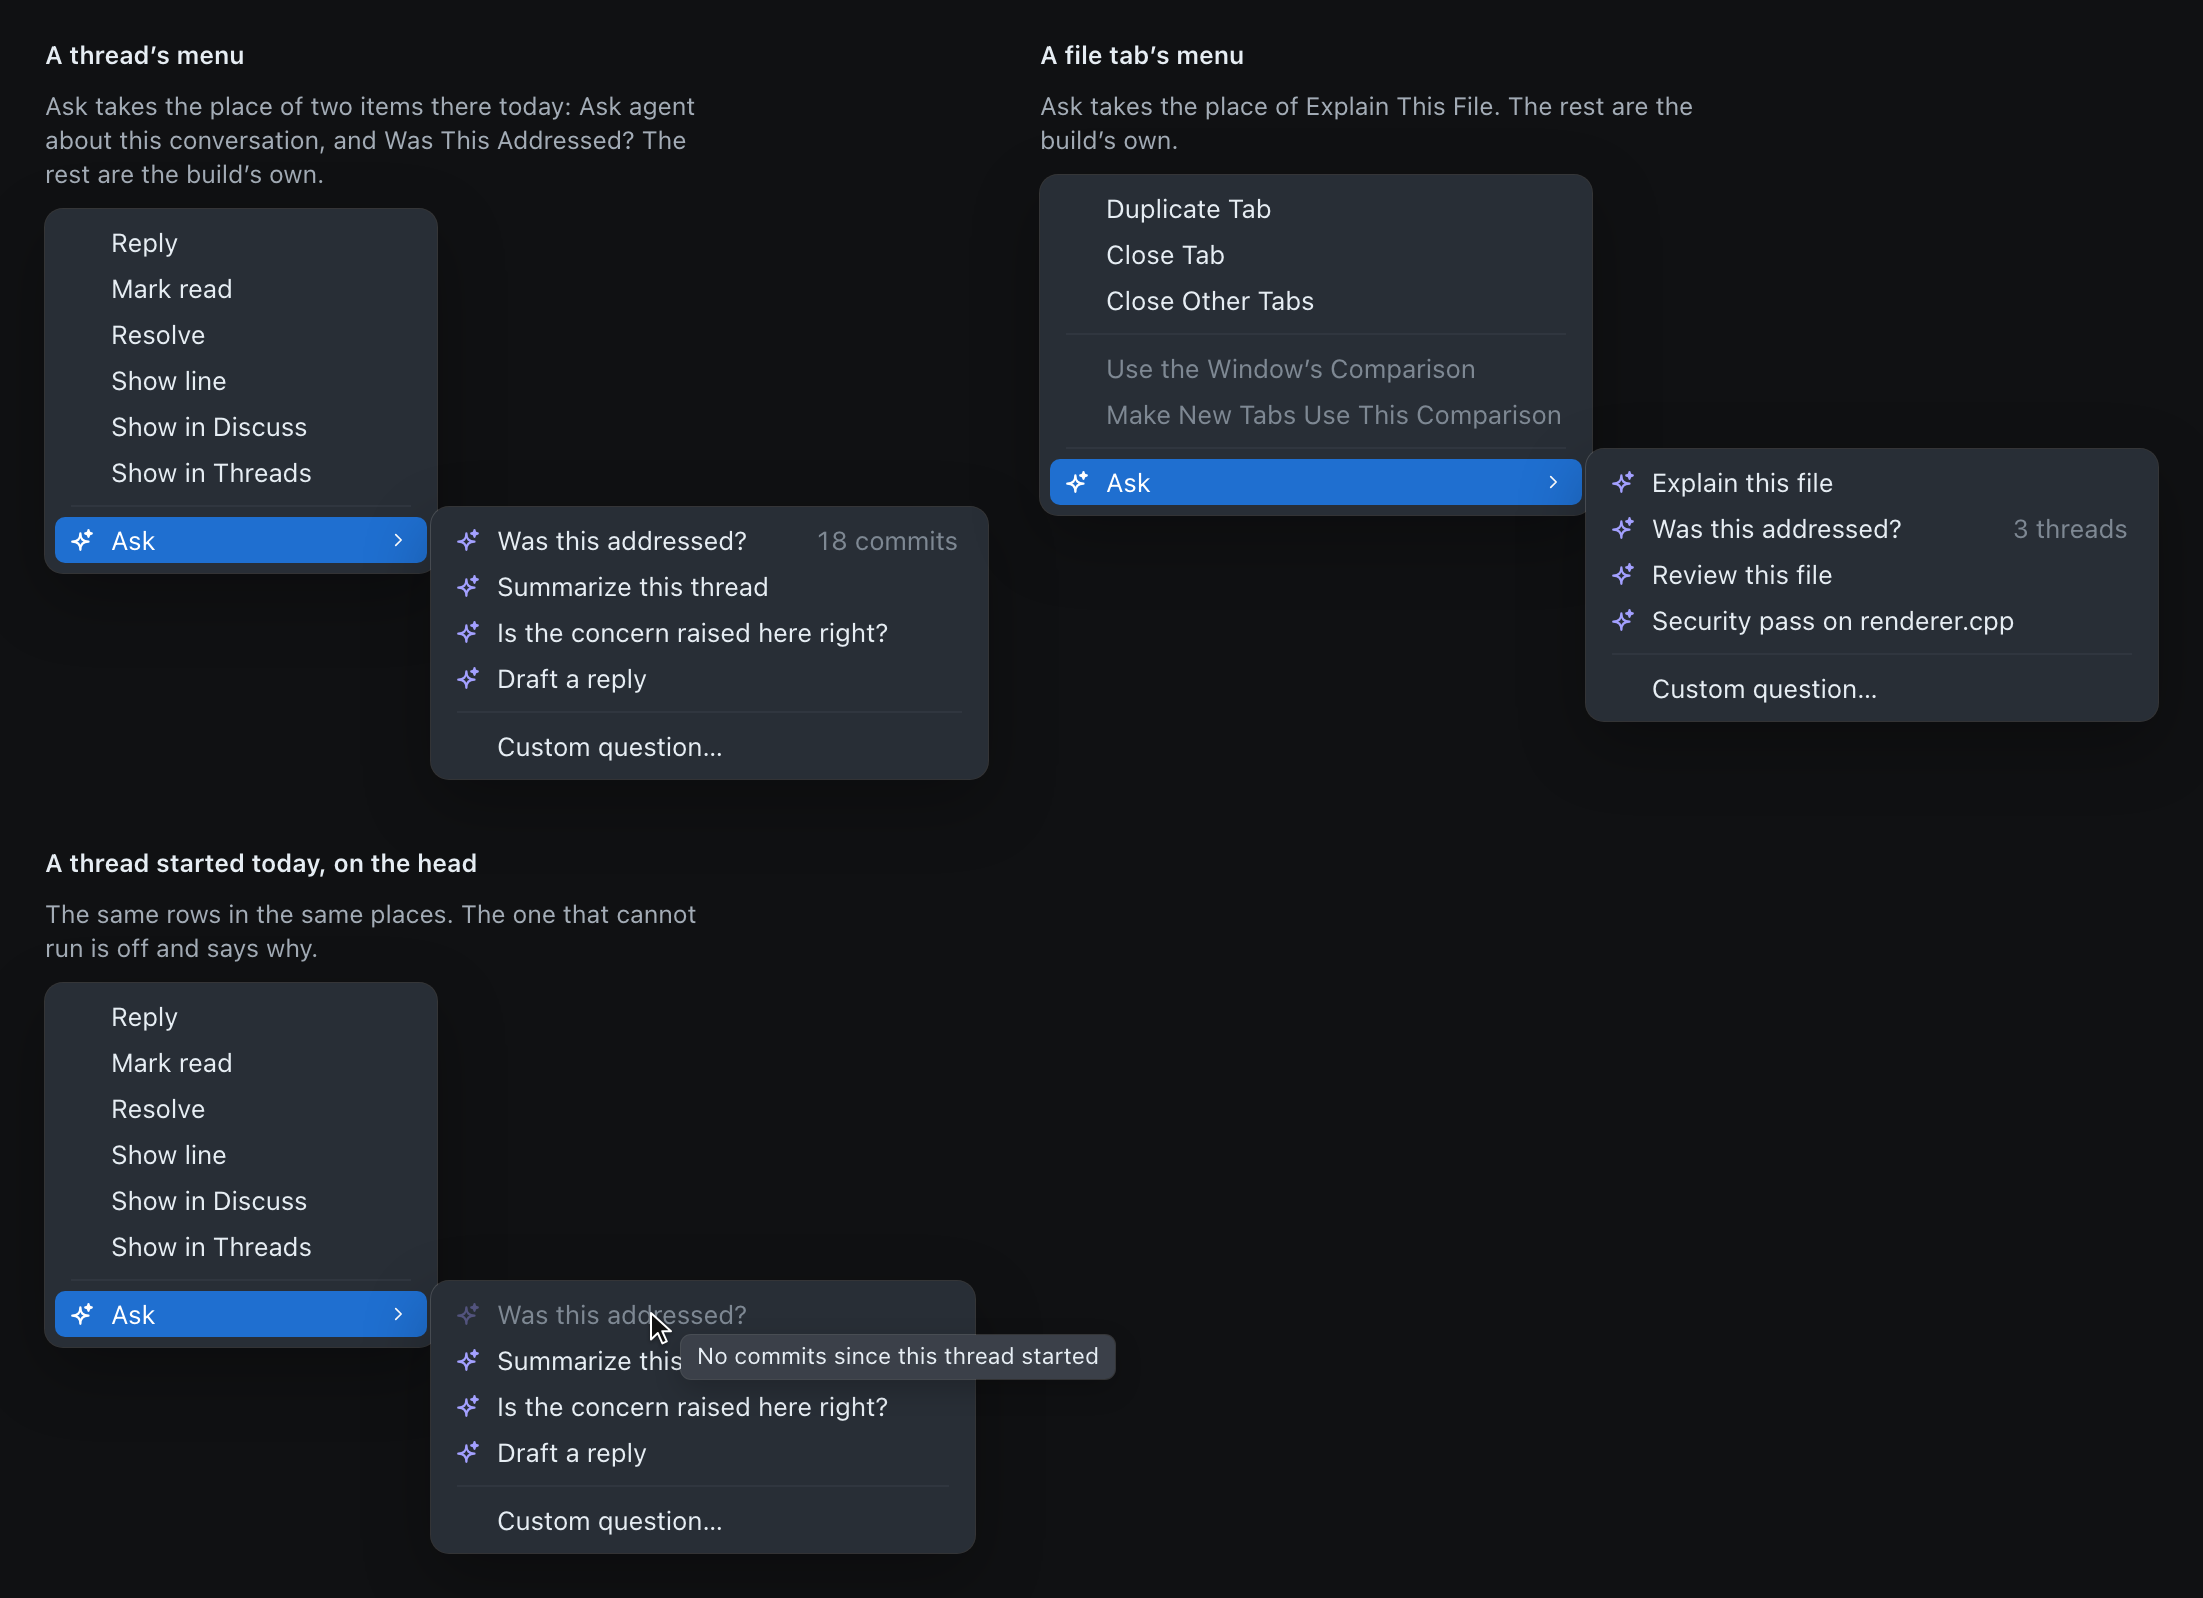 A thread’s menu
Ask takes the place of two items there today: Ask agent
about this conversation, and Was This Addressed? The
rest are the build’s own.
Reply
Mark read
Resolve
Show line
Show in Discuss
Show in Threads
Ask
Was this addressed? 18 commits
Summarize this thread
Is the concern raised here right?
Draft a reply
Custom question…
A file tab’s menu
Ask takes the place of Explain This File. The rest are the
build’s own.
Duplicate Tab
Close Tab
Close Other Tabs
Use the Window’s Comparison
Make New Tabs Use This Comparison
Ask
Explain this file
Was this addressed? 3 threads
Review this file
Security pass on renderer.cpp
Custom question…
A thread started today, on the head
The same rows in the same places. The one that cannot
run is off and says why.
Reply
Mark read
Resolve
Show line
Show in Discuss
Show in Threads
Ask
Was this addressed?
Summarize this
No commits since this thread started
Is the concern raised here right?
Draft a reply
Custom question…